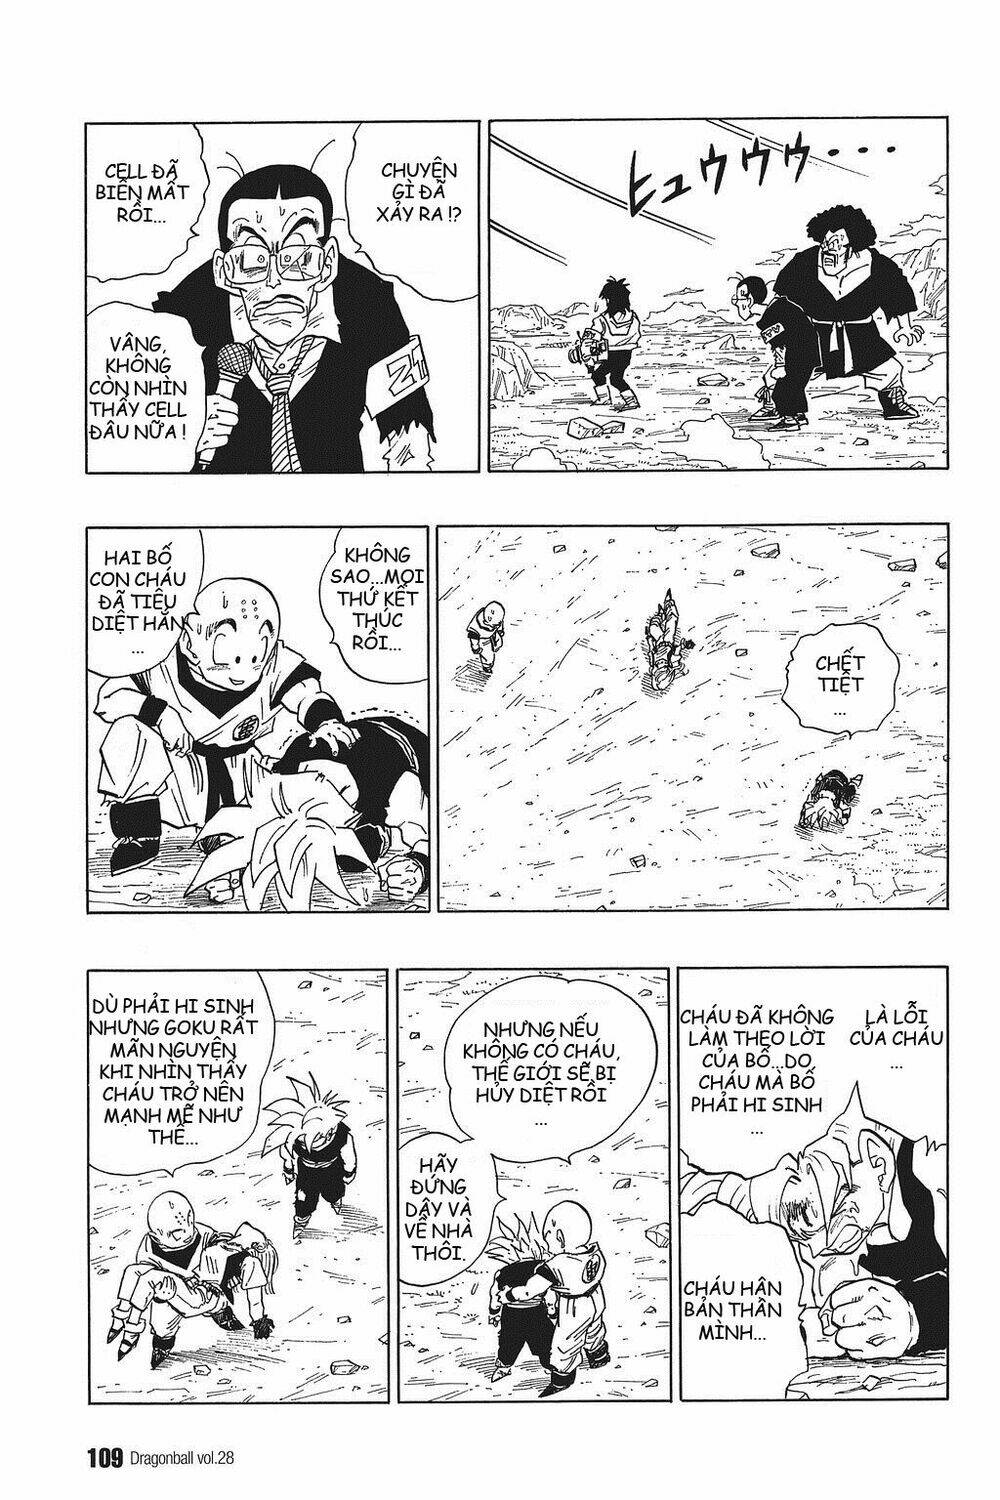 ヒュウウゥ・・・
CHUYỆN
GÌ ĐÃ
XẢY RA !?
CELL ĐÃ
BIẾN MẤT
RỒI...
VÂNG,
KHÔNG
CÒN NHÌN
THẤY CELL
ĐÂU NỮA !
CHẾT
TIỆT
...
KHÔNG
SAO...MỌI
THỨ KẾT
THÚC
RỒI...
HAI BỐ
CON CHÁU
ĐÃ TIÊU
DIỆT HẮN
...
LÀ LỖI
CỦA CHÁU
...
CHÁU ĐÃ KHÔNG
LÀM THEO LỜI
CỦA BỐ...DO
CHÁU MÀ BỐ
PHẢI HI SINH
...
CHÁU HẬN
BẢN THÂN
MÌNH...
NHƯNG NẾU
KHÔNG CÓ CHÁU,
THẾ GIỚI SẼ BỊ
HỦY DIỆT RỒI
...
HÃY
ĐỨNG
DẬY VÀ
VỀ NHÀ
THÔI.
DÙ PHẢI HI SINH
NHƯNG GOKU RẤT
MÃN NGUYỆN
KHI NHÌN THẤY
CHÁU TRỞ NÊN
MẠNH MẼ NHƯ
THẾ...
109 Dragonball vol.28